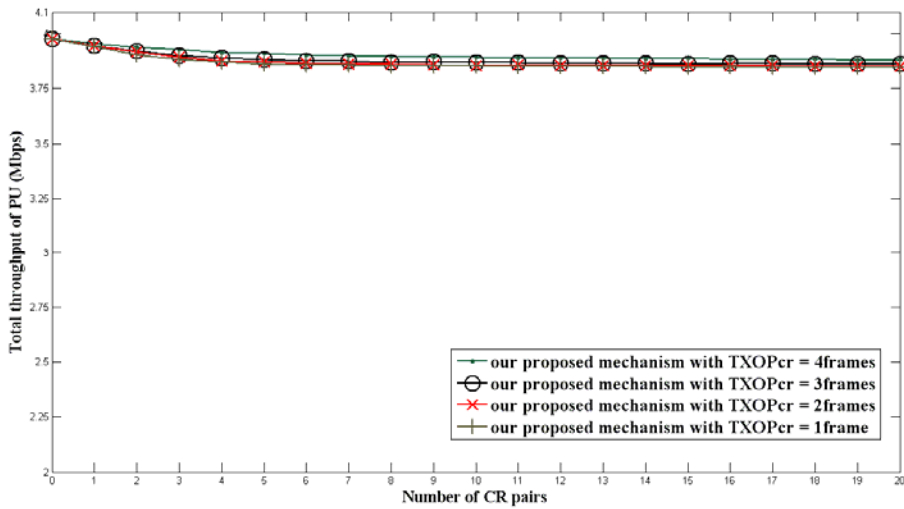 4.1
3.75
3.5
3.25
3
2.75
2.5
2.25
2
Total throughput of PU (Mbps)
our proposed mechanism with TXOPcr = 4frames
our proposed mechanism with TXOPcr = 3frames
our proposed mechanism with TXOPcr = 2frames
our proposed mechanism with TXOPcr = 1frame
0 1 2 3 4 5 6 7 8 9 10 11 12 13 14 15 16 17 18 19 20
Number of CR pairs